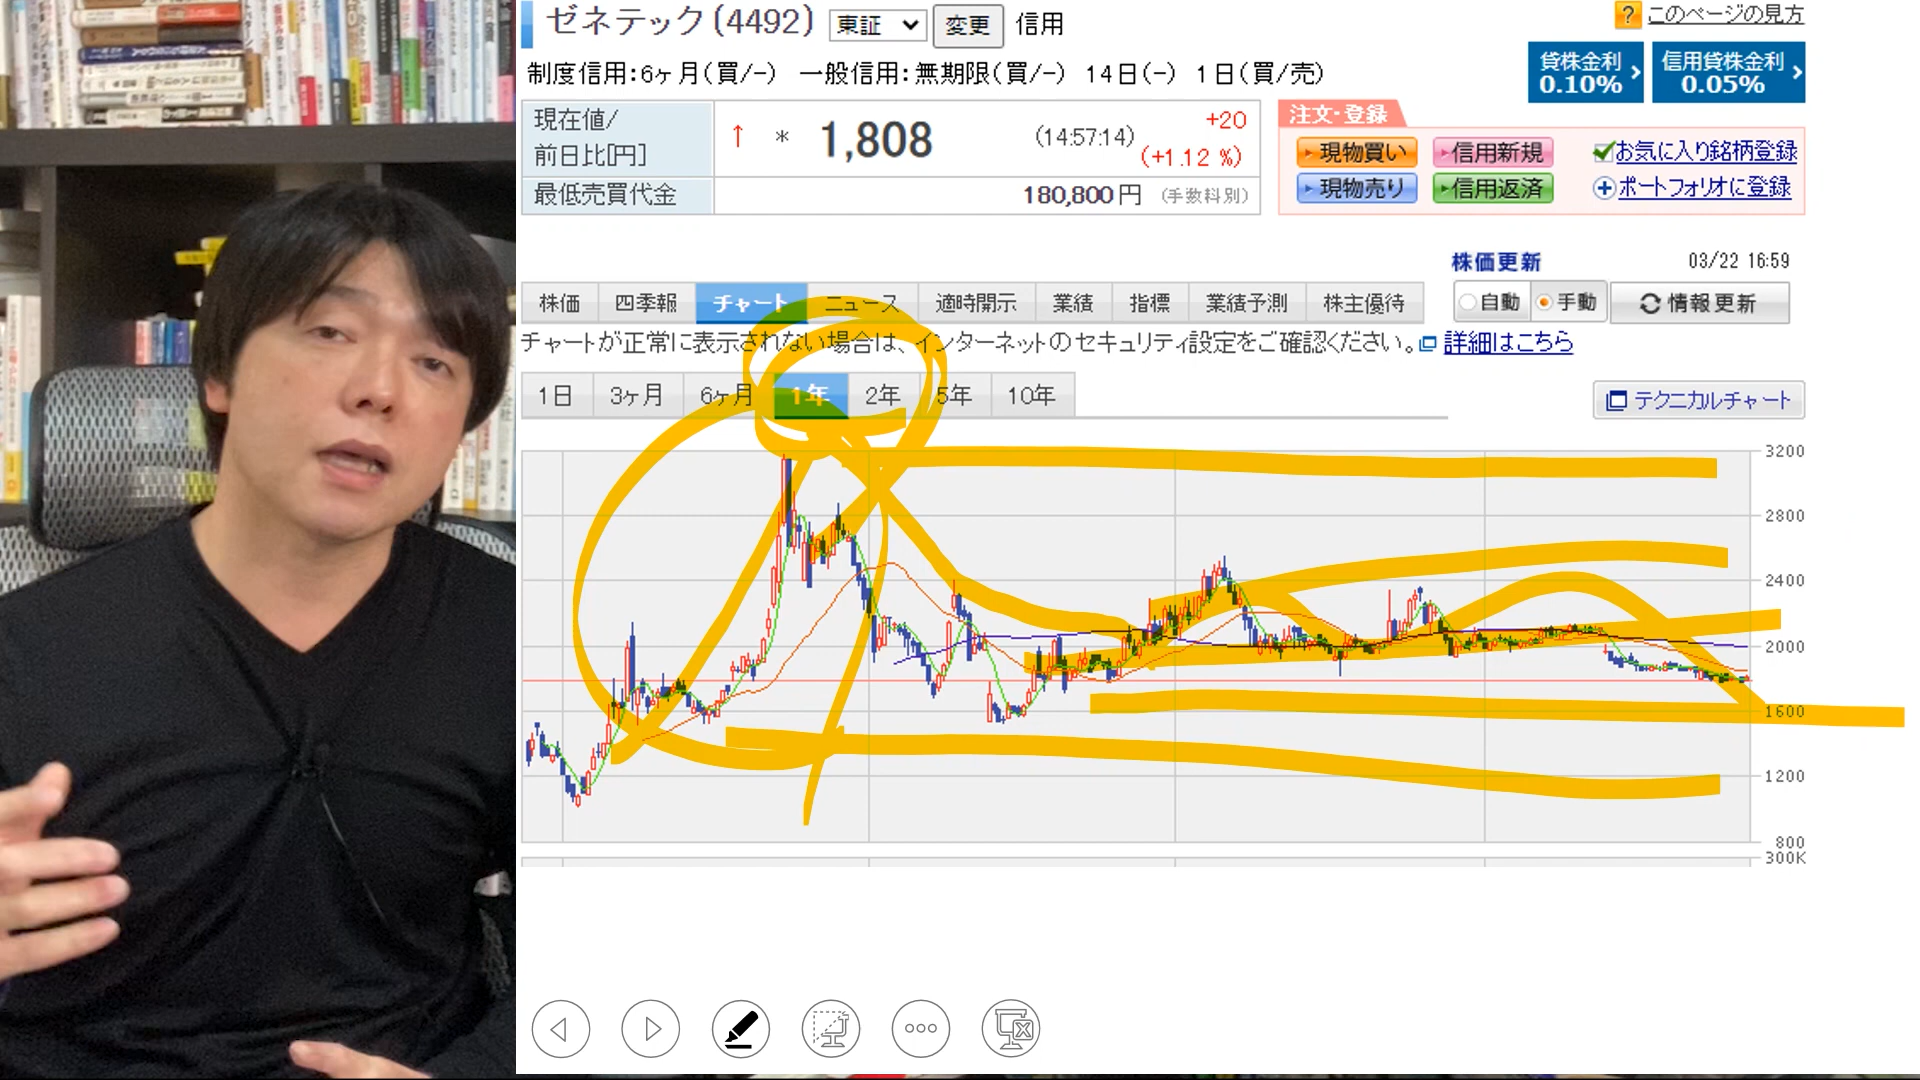 ゼネテック(4492) 東証 変更 信用
? このページの見方
制度信用:6ヶ月(買/-) 一般信用:無期限(買/-) 14日(-) 1日(買/売)
貸株金利 0.10%
信用貸株金利 0.05%
現在値/前日比[円]
↑ * 1,808 (14:57:14) +20 (+1.12 %)
最低売買代金 180,800円 (手数料別)
注文・登録
現物買い 信用新規 お気に入り銘柄登録
現物売り 信用返済 ポートフォリオに登録
株価更新 03/22 16:59
株価 四季報 チャート ニュース 適時開示 業績 指標 業績予測 株主優待 自動 手動 情報更新
チャートが正常に表示されない場合は、インターネットのセキュリティ設定をご確認ください。 詳細はこちら
1日 3ヶ月 6ヶ月 1年 2年 5年 10年 テクニカルチャート
3200
2800
2400
2000
1600
1200
800
300K